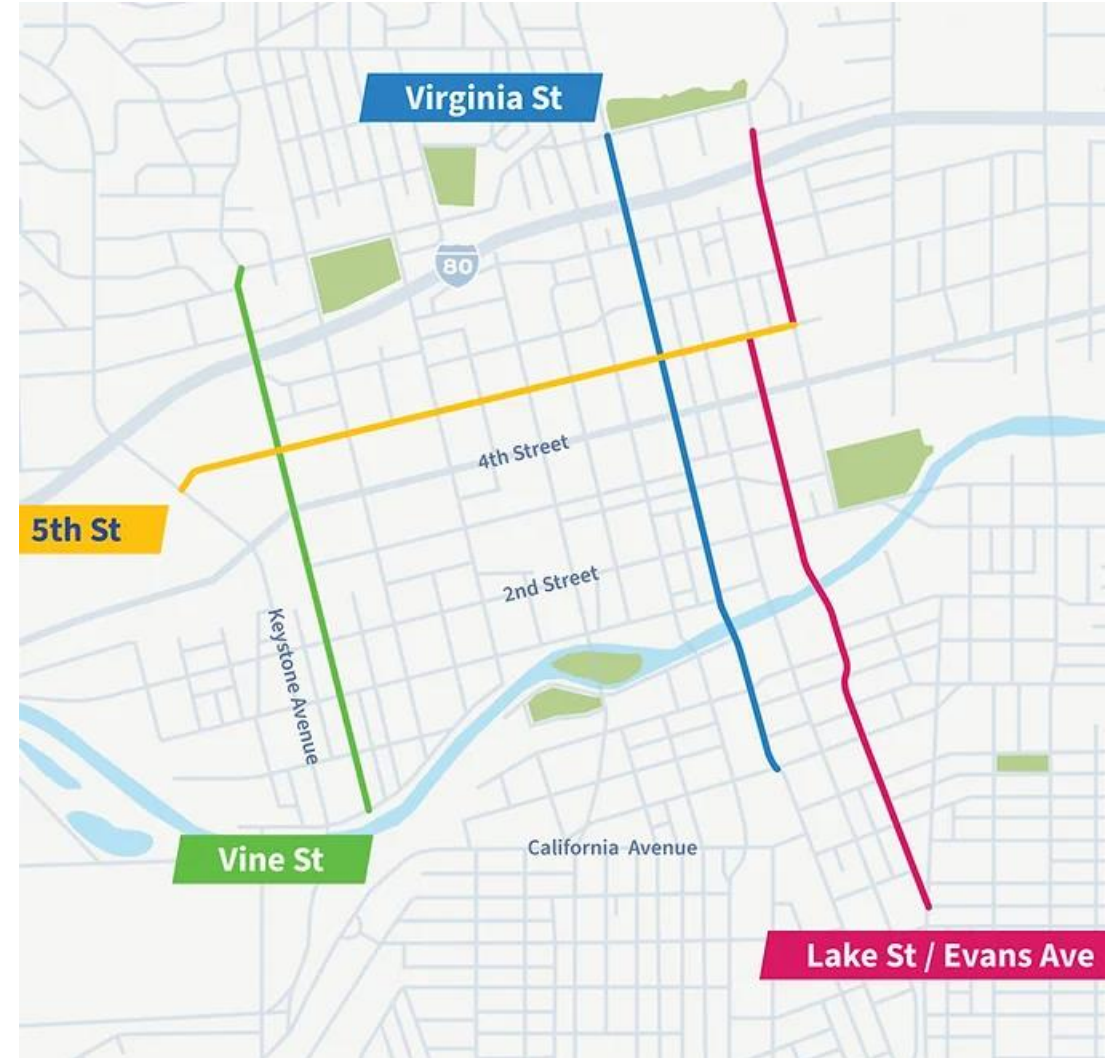 Virginia St
80
4th Street
5th St
2nd Street
Keystone Avenue
California Avenue
Vine St
Lake St / Evans Ave